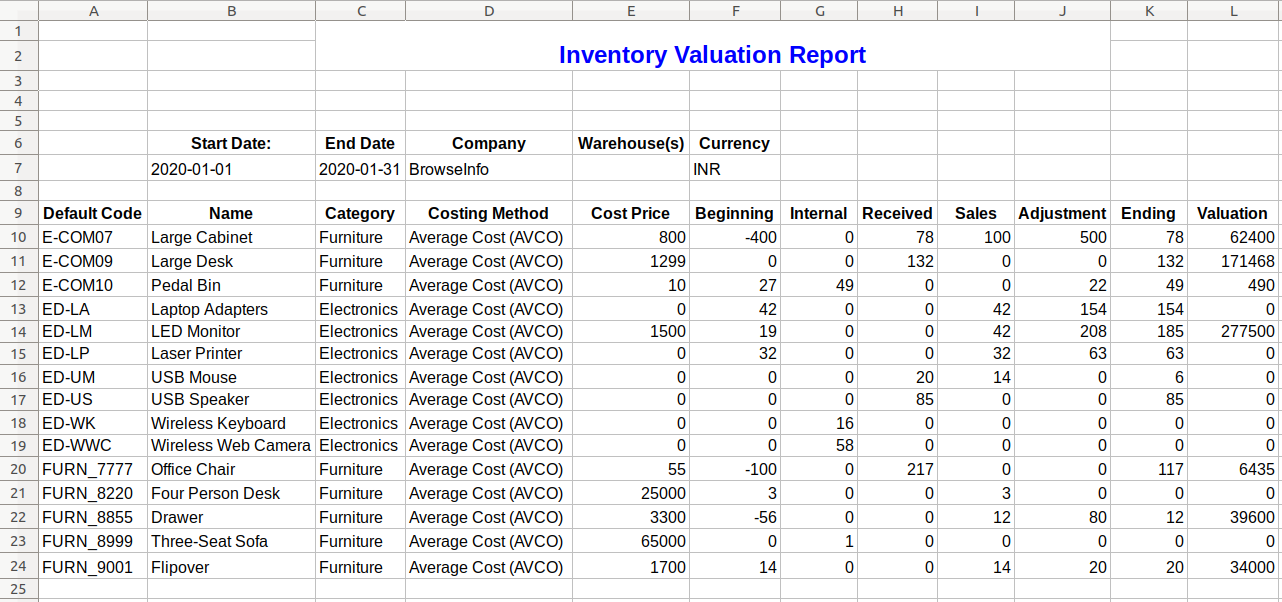 A B C D E F G H I J K L
1
2 Inventory Valuation Report
3
4
5
6 Start Date: End Date Company Warehouse(s) Currency
7 2020-01-01 2020-01-31 BrowseInfo INR
8
9 Default Code Name Category Costing Method Cost Price Beginning Internal Received Sales Adjustment Ending Valuation
10 E-COM07 Large Cabinet Furniture Average Cost (AVCO) 800 -400 0 78 100 500 78 62400
11 E-COM09 Large Desk Furniture Average Cost (AVCO) 1299 0 0 132 0 0 132 171468
12 E-COM10 Pedal Bin Furniture Average Cost (AVCO) 10 27 49 0 0 22 49 490
13 ED-LA Laptop Adapters Electronics Average Cost (AVCO) 0 42 0 0 42 154 154 0
14 ED-LM LED Monitor Electronics Average Cost (AVCO) 1500 19 0 0 42 208 185 277500
15 ED-LP Laser Printer Electronics Average Cost (AVCO) 0 32 0 0 32 63 63 0
16 ED-UM USB Mouse Electronics Average Cost (AVCO) 0 0 0 20 14 0 6 0
17 ED-US USB Speaker Electronics Average Cost (AVCO) 0 0 0 85 0 0 85 0
18 ED-WK Wireless Keyboard Electronics Average Cost (AVCO) 0 0 16 0 0 0 0 0
19 ED-WWC Wireless Web Camera Electronics Average Cost (AVCO) 0 0 58 0 0 0 0 0
20 FURN_7777 Office Chair Furniture Average Cost (AVCO) 55 -100 0 217 0 0 117 6435
21 FURN_8220 Four Person Desk Furniture Average Cost (AVCO) 25000 3 0 0 3 0 0 0
22 FURN_8855 Drawer Furniture Average Cost (AVCO) 3300 -56 0 0 12 80 12 39600
23 FURN_8999 Three-Seat Sofa Furniture Average Cost (AVCO) 65000 0 1 0 0 0 0 0
24 FURN_9001 Flipover Furniture Average Cost (AVCO) 1700 14 0 0 14 20 20 34000
25